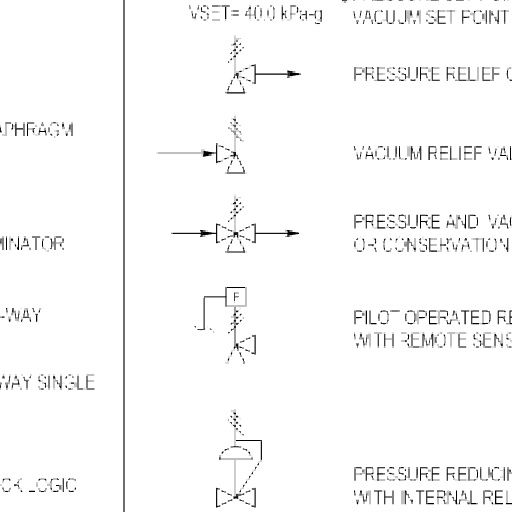 VSET= 40.0 kPa-g
VACUUM SET POINT
PRESSURE RELIEF
APHRAGM
VACUUM RELIEF VAL
PRESSURE AND VAC
OR CONSERVATION
MINATOR
-WAY
F
PILOT OPERATED RE
WITH REMOTE SENS
WAY SINGLE
PRESSURE REDUCIN
WITH INTERNAL REL
CK LOGIC